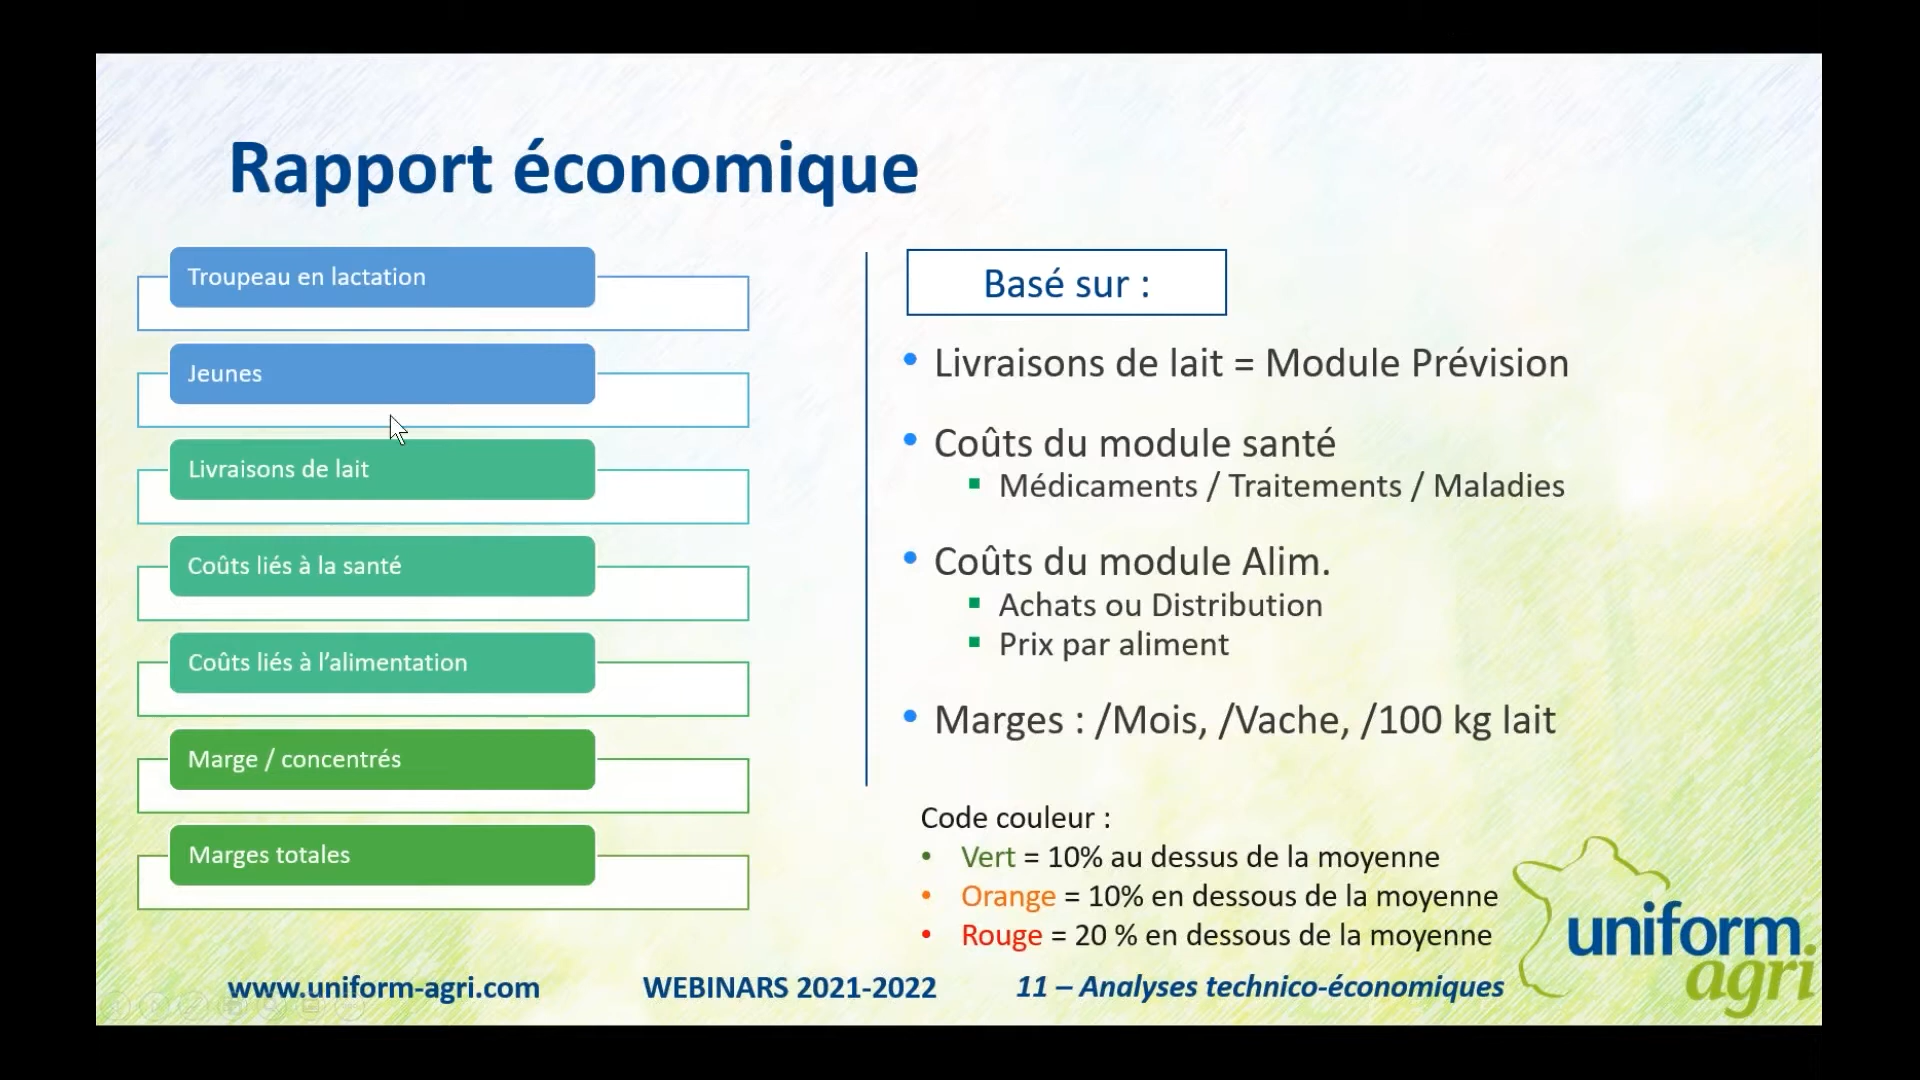 Rapport économique
Troupeau en lactation
Jeunes
Livraisons de lait
Coûts liés à la santé
Coûts liés à l’alimentation
Marge / concentrés
Marges totales
Basé sur :
• Livraisons de lait = Module Prévision
• Coûts du module santé
▪ Médicaments / Traitements / Maladies
• Coûts du module Alim.
▪ Achats ou Distribution
▪ Prix par aliment
• Marges : /Mois, /Vache, /100 kg lait
Code couleur :
• Vert = 10% au dessus de la moyenne
• Orange = 10% en dessous de la moyenne
• Rouge = 20 % en dessous de la moyenne
www.uniform-agri.com
WEBINARS 2021-2022
11 – Analyses technico-économiques
uniform
agri